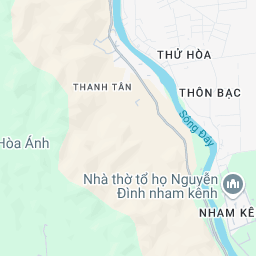 THỬ HÒA
THANH TÂN
THÔN BẠC
Sông Đáy
Hòa Ánh
Nhà thờ tổ họ Nguyễn
Đình nham kênh
NHAM KÊ